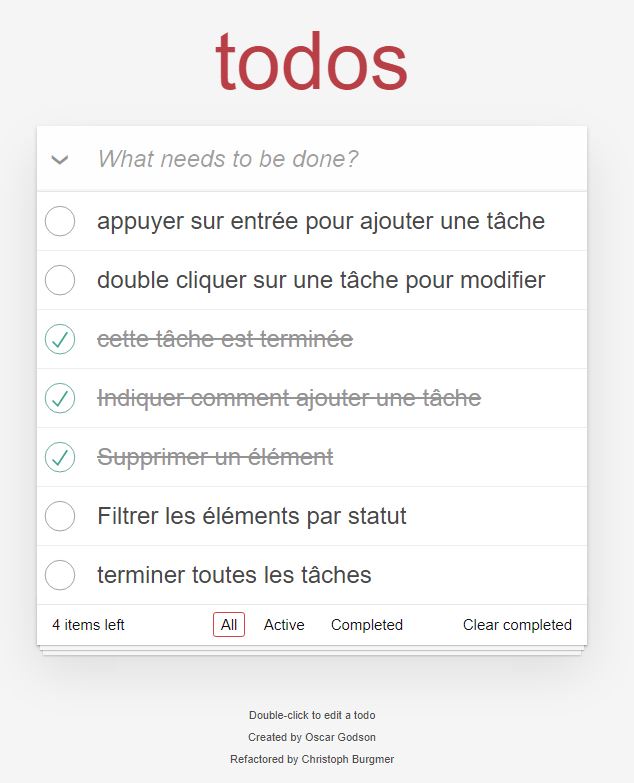 todos
What needs to be done?
appuyer sur entrée pour ajouter une tâche
double cliquer sur une tâche pour modifier
cette tâche est terminée
Indiquer comment ajouter une tâche
Supprimer un élément
Filtrer les éléments par statut
terminer toutes les tâches
4 items left All Active Completed Clear completed
Double-click to edit a todo
Created by Oscar Godson
Refactored by Christoph Burgmer